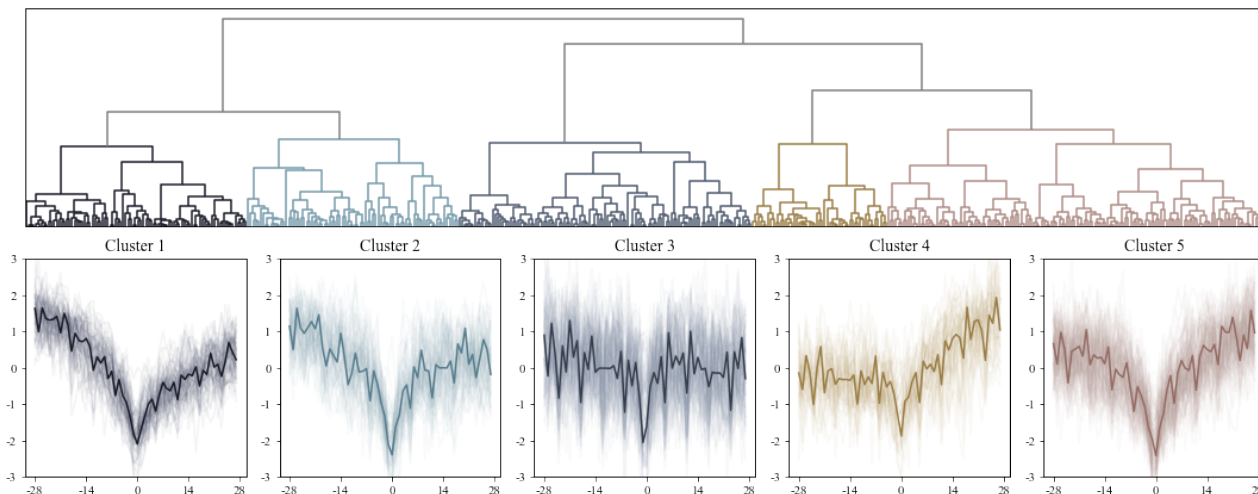 Cluster 1 Cluster 2 Cluster 3 Cluster 4 Cluster 5
3 3 3 3 3
2 2 2 2 2
1 1 1 1 1
0 0 0 0 0
-1 -1 -1 -1 -1
-2 -2 -2 -2 -2
-3 -3 -3 -3 -3
-28 -14 0 14 28 -28 -14 0 14 28 -28 -14 0 14 28 -28 -14 0 14 28 -28 -14 0 14 28